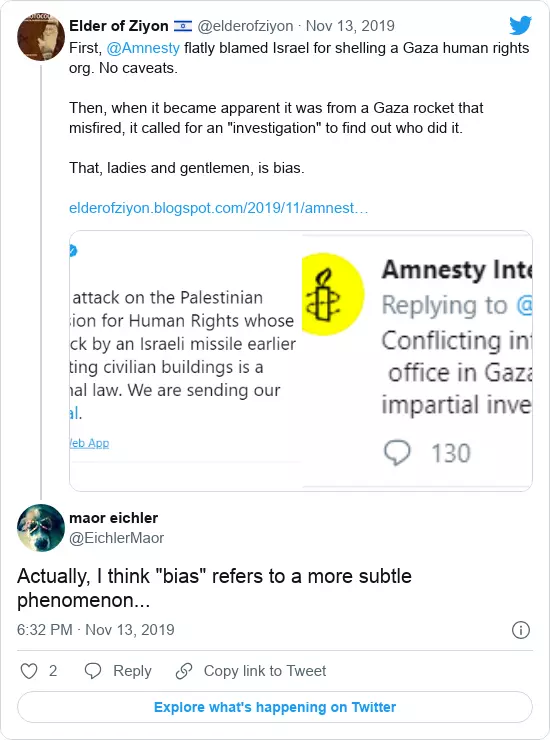 Elder of Ziyon 🇮🇱 @elderofziyon · Nov 13, 2019
First, @Amnesty flatly blamed Israel for shelling a Gaza human rights
org. No caveats.
Then, when it became apparent it was from a Gaza rocket that
misfired, it called for an "investigation" to find out who did it.
That, ladies and gentlemen, is bias.
elderofziyon.blogspot.com/2019/11/amnest…
attack on the Palestinian
sion for Human Rights whose
ck by an Israeli missile earlier
ting civilian buildings is a
nal law. We are sending our
al.
Web App
Amnesty Inte
Replying to @
Conflicting in
office in Gaza
impartial inve
130
maor eichler
@EichlerMaor
Actually, I think "bias" refers to a more subtle
phenomenon...
6:32 PM · Nov 13, 2019
2 Reply Copy link to Tweet
Explore what's happening on Twitter